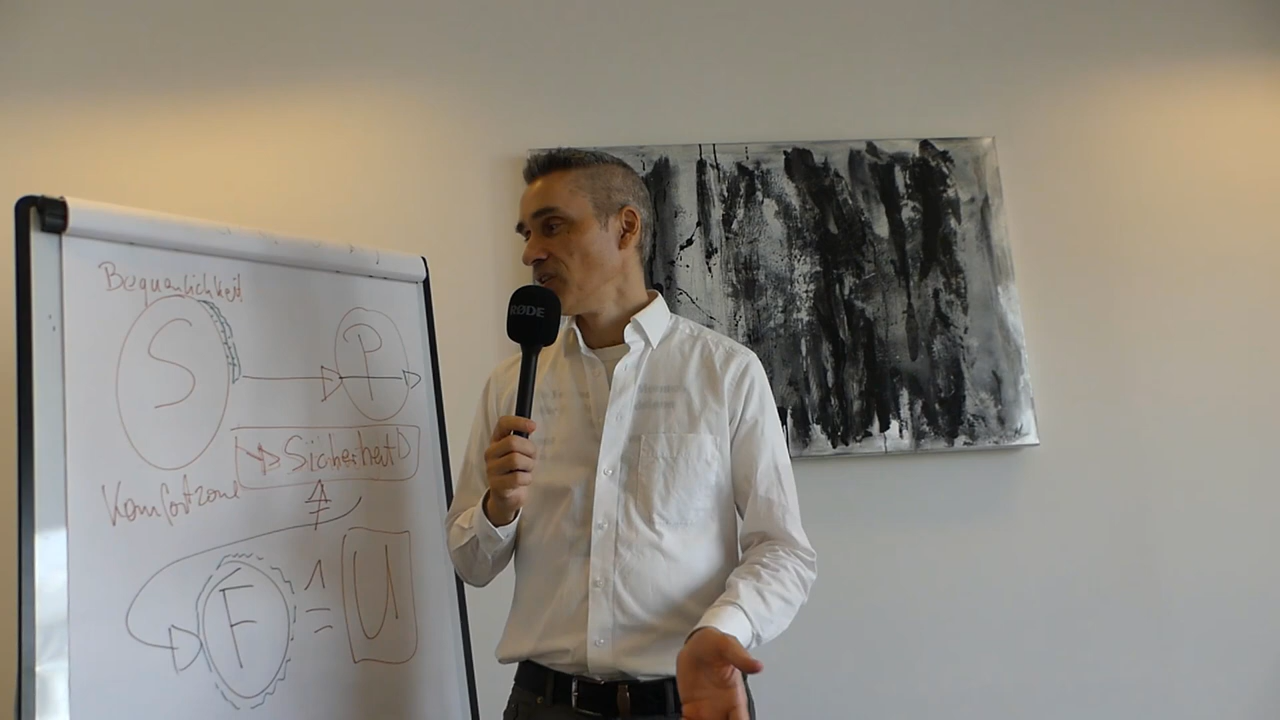 Bequemlichkeit
S
P
Sicherheit
Komfortzone
≠
F
≙
U
RØDE